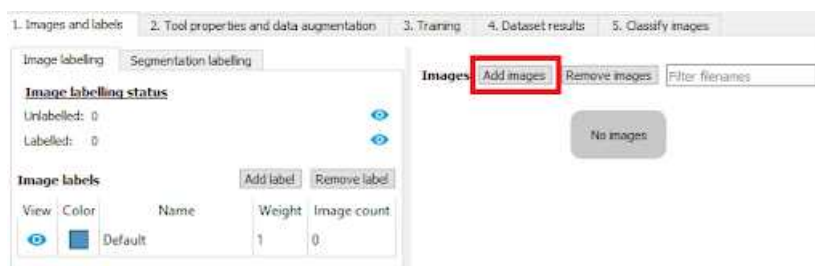 1. Images and labels 2. Tool properties and data augmentation 3. Training 4. Dataset results 5. Classify images
Image labelling Segmentation labelling
Image labelling status
Unlabelled: 0
Labelled: 0
Image labels Add label Remove label
View Color Name Weight Image count
Default 1 0
Images Add images Remove images Filter filenames
No images